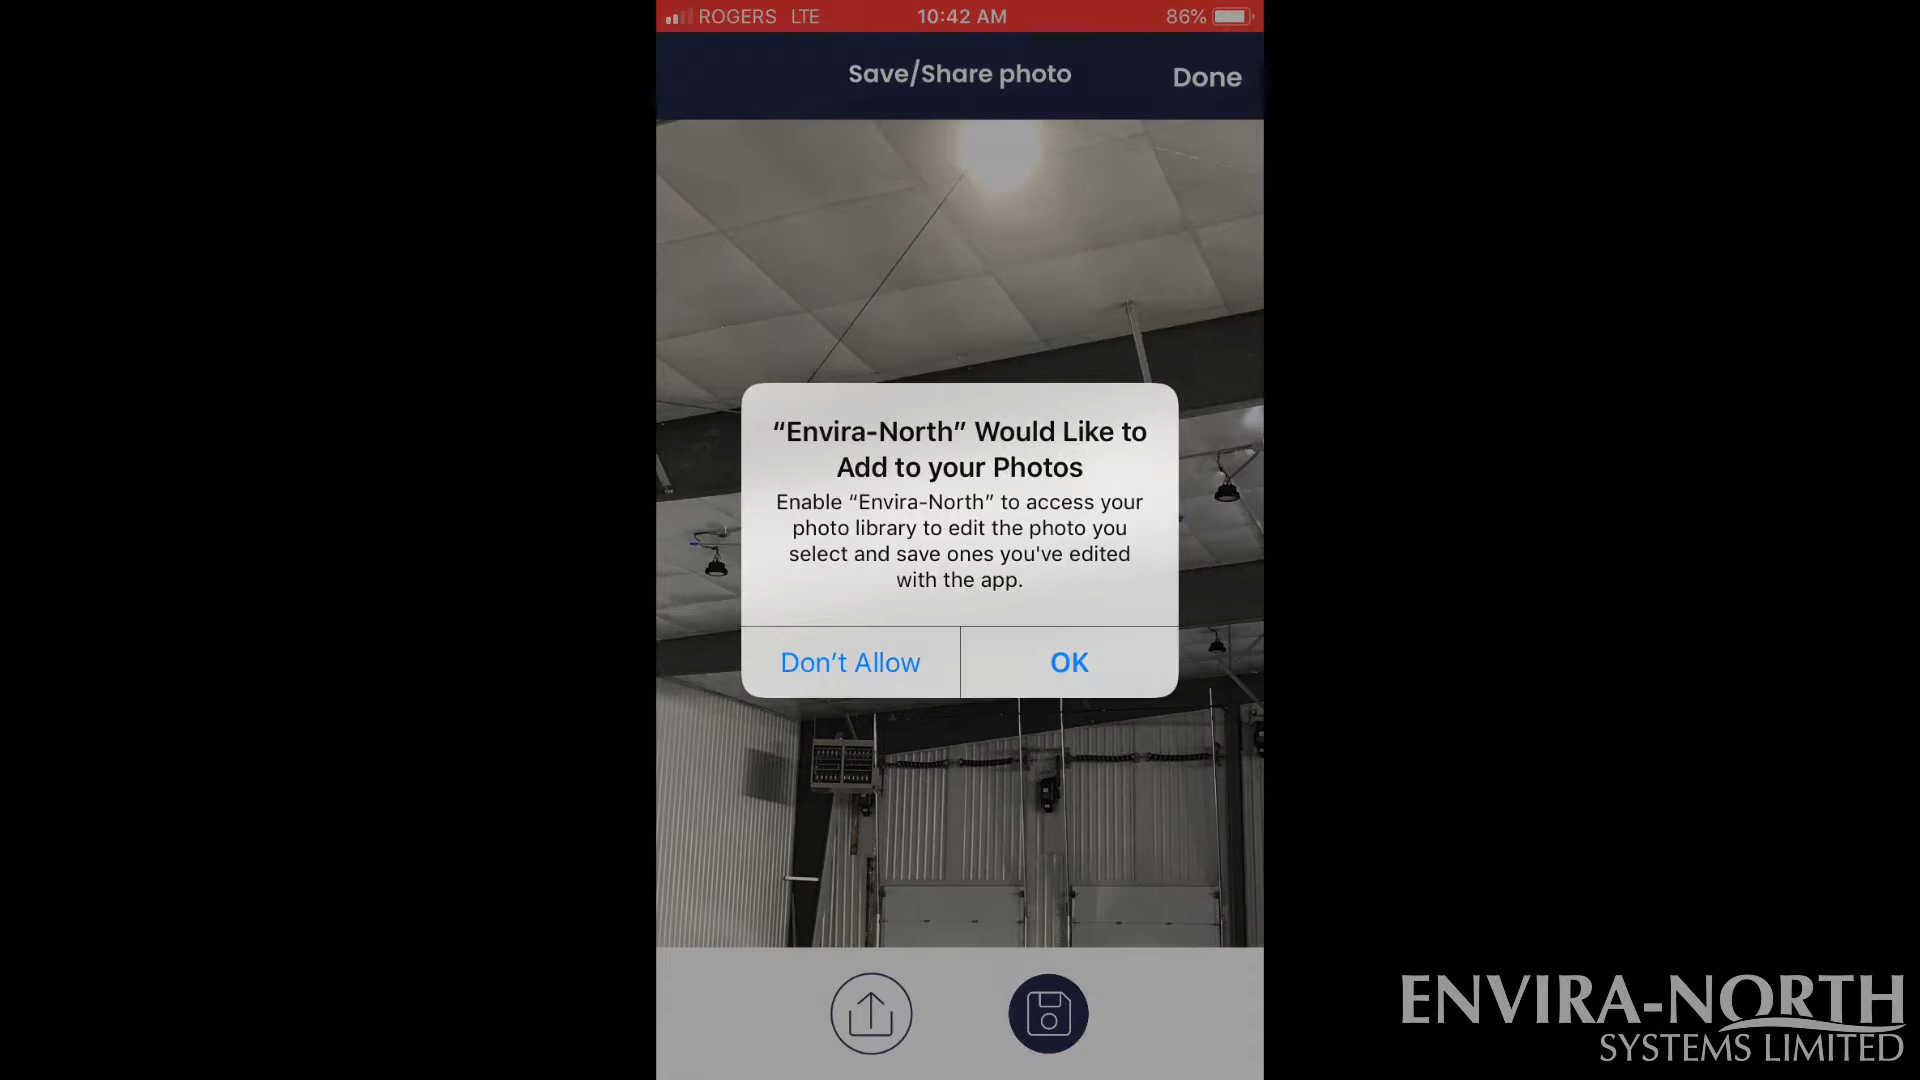 ROGERS LTE 10:42 AM 86%
Save/Share photo Done
“Envira-North” Would Like to
Add to your Photos
Enable “Envira-North” to access your
photo library to edit the photo you
select and save ones you've edited
with the app.
Don’t Allow OK
ENVIRA-NORTH
SYSTEMS LIMITED